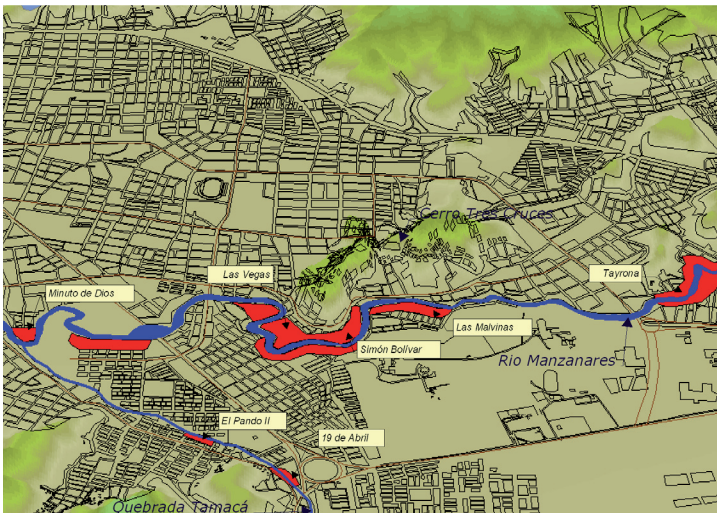 Cerro Tres Cruces
Las Vegas
Tayrona
Minuto de Dios
Las Malvinas
Simón Bolívar
Rio Manzanares
El Pando II
19 de Abril
Quebrada Tamacá